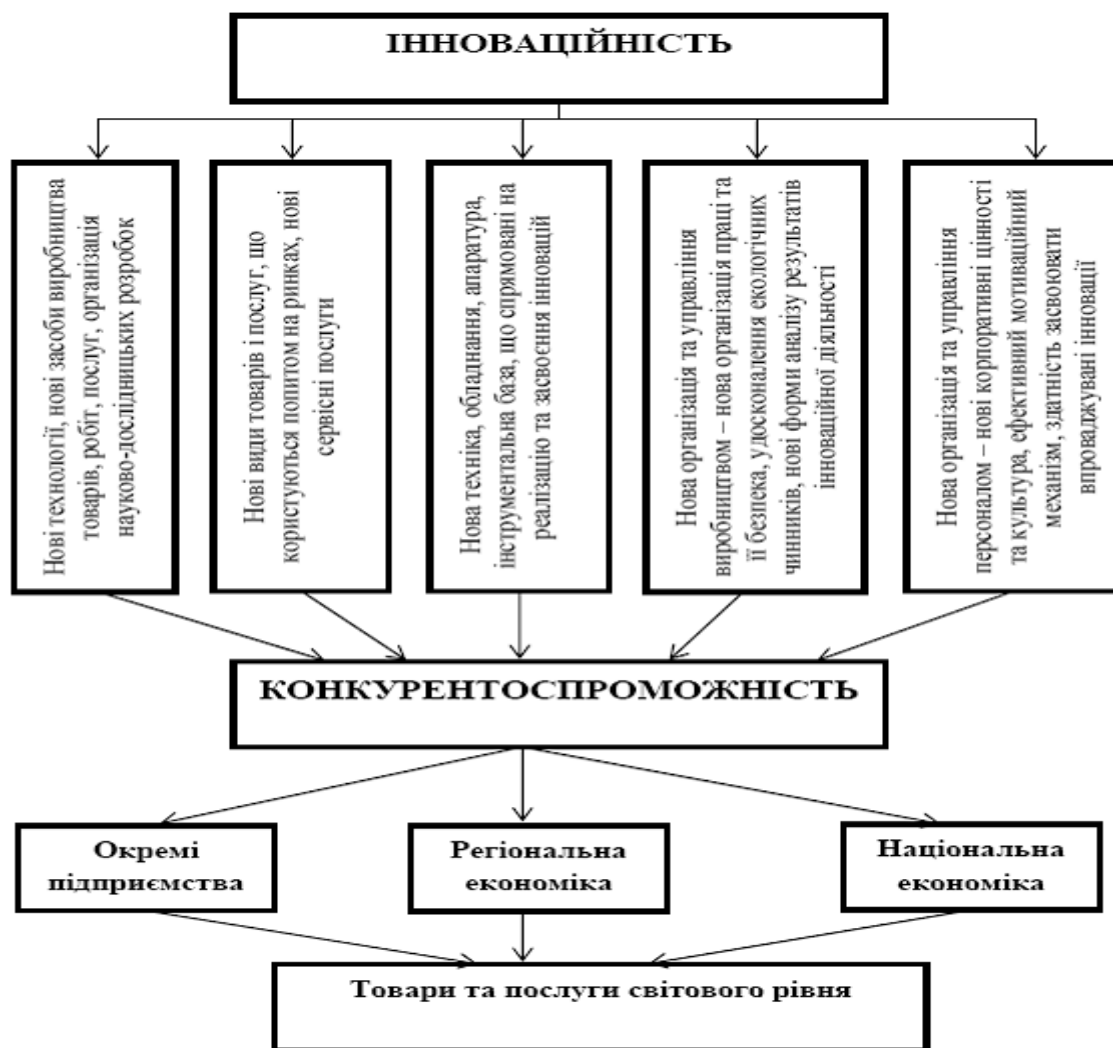 ІННОВАЦІЙНІСТЬ
Нові технології, нові засоби виробництва
товарів, робіт, послуг, організація
науково-дослідницьких розробок
Нові види товарів і послуг, що
користуються попитом на ринках, нові
сервісні послуги
Нова техніка, обладнання, апаратура,
інструментальна база, що спрямовані на
реалізацію та засвоєння інновацій
Нова організація та управління
виробництвом – нова організація праці та
її безпека, удосконалення екологічних
чинників, нові форми аналізу результатів
інноваційної діяльності
Нова організація та управління
персоналом – нові корпоративні цінності
та культура, ефективний мотиваційний
механізм, здатність засвоювати
впроваджувані інновації
КОНКУРЕНТОСПРОМОЖНІСТЬ
Окремі
підприємства
Регіональна
економіка
Національна
економіка
Товари та послуги світового рівня